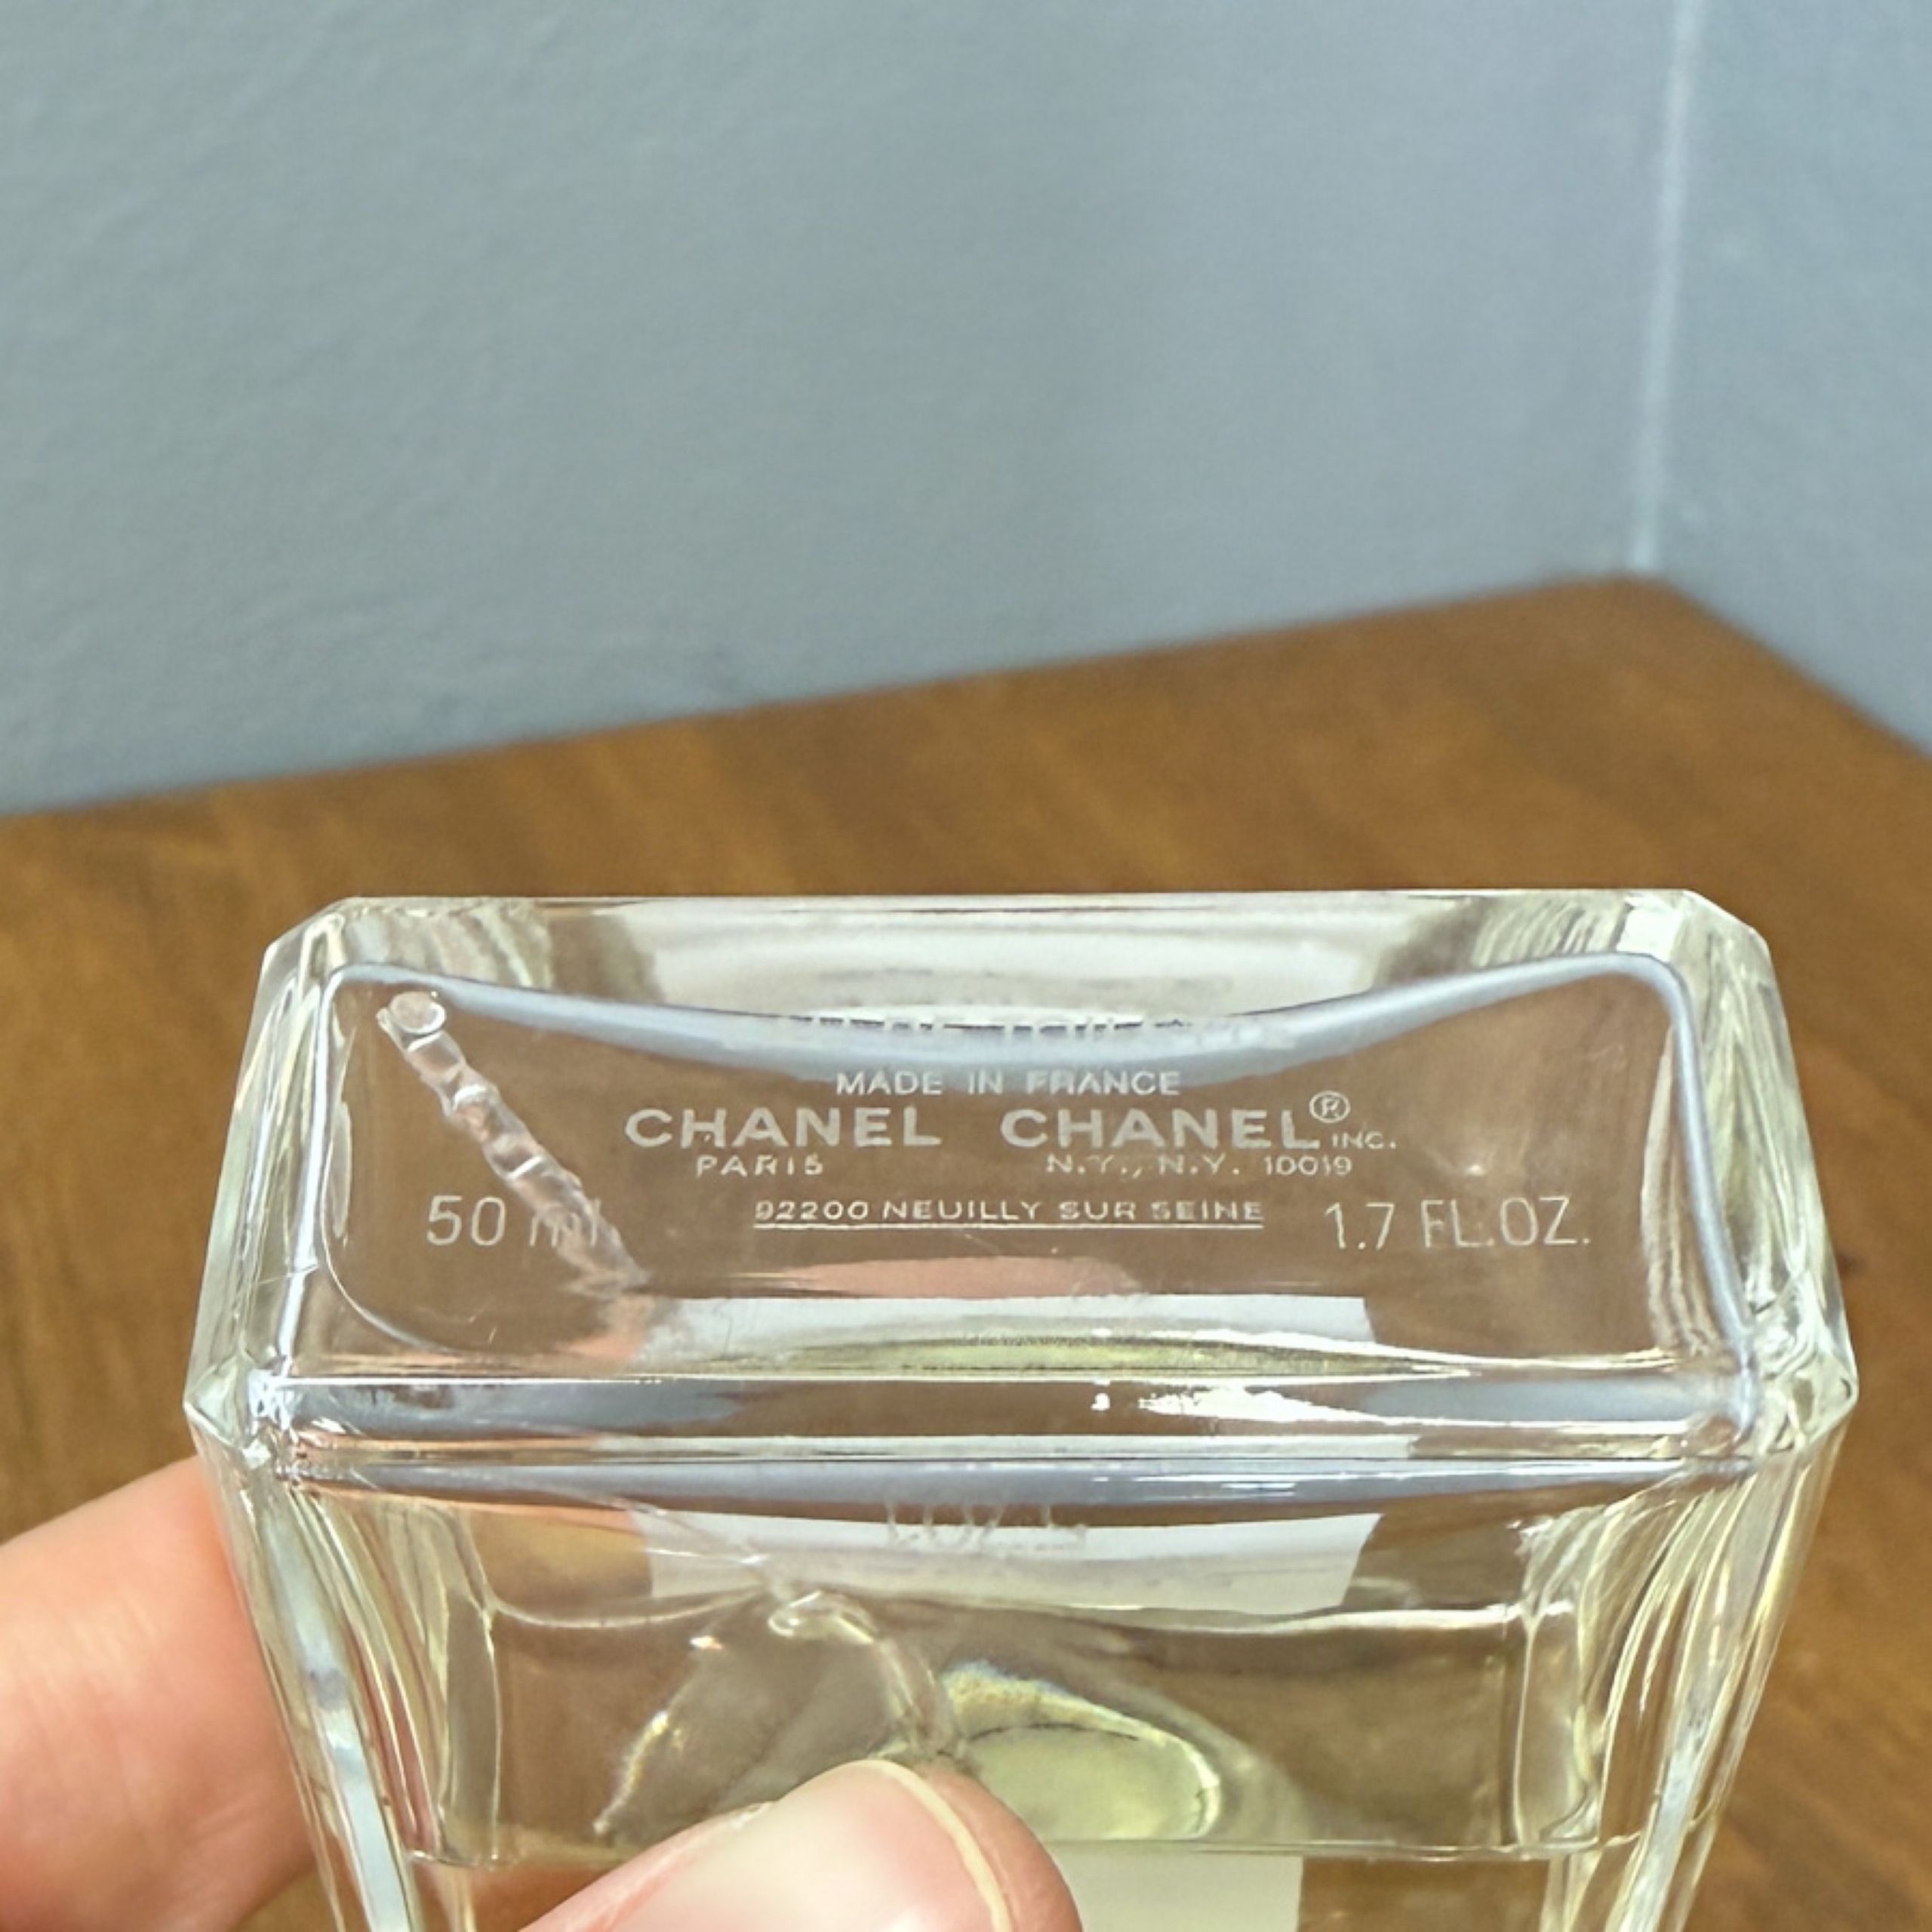 MADE IN FRANCE
CHANEL CHANEL® INC.
PARIS N.Y., N.Y. 10019
50 ml 92200 NEUILLY SUR SEINE 1.7 FL.OZ.